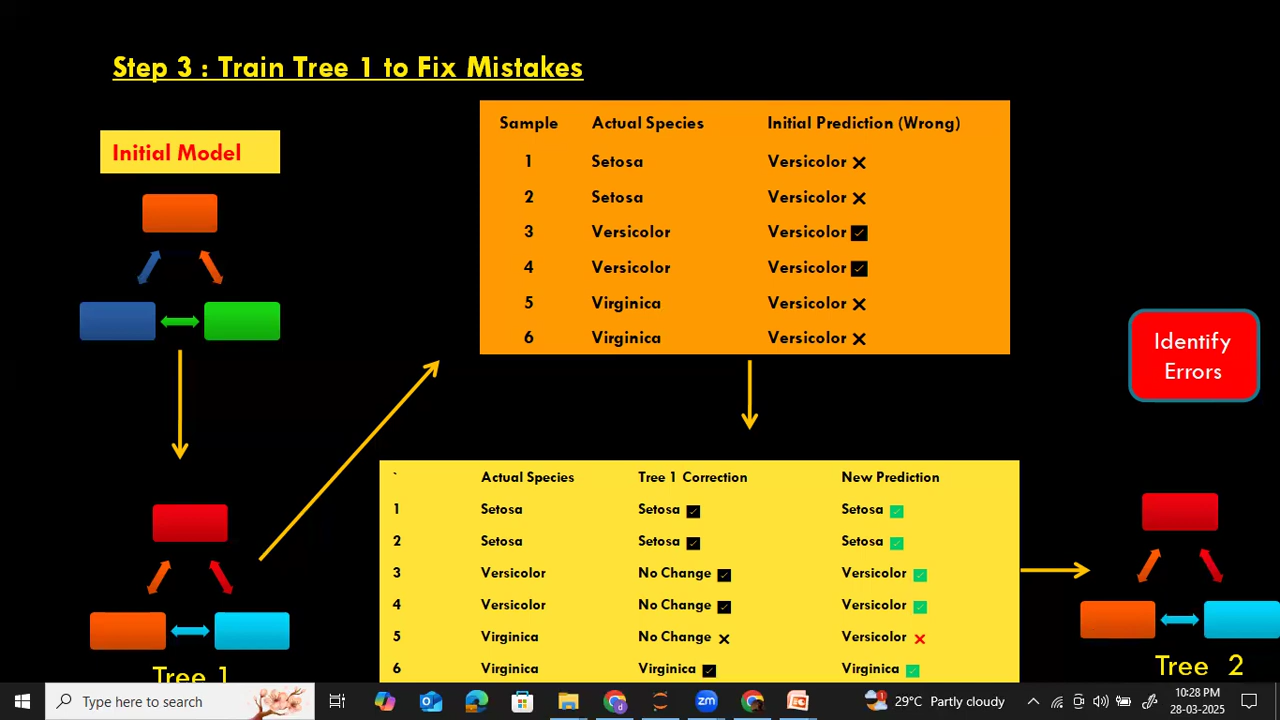 Step 3 : Train Tree 1 to Fix Mistakes
Initial Model
Sample Actual Species Initial Prediction (Wrong)
1 Setosa Versicolor ✕
2 Setosa Versicolor ✕
3 Versicolor Versicolor ✓
4 Versicolor Versicolor ✓
5 Virginica Versicolor ✕
6 Virginica Versicolor ✕
Identify
Errors
` Actual Species Tree 1 Correction New Prediction
1 Setosa Setosa ✓ Setosa ✓
2 Setosa Setosa ✓ Setosa ✓
3 Versicolor No Change ✓ Versicolor ✓
4 Versicolor No Change ✓ Versicolor ✓
5 Virginica No Change ✕ Versicolor ✕
6 Virginica Virginica ✓ Virginica ✓
Tree 1
Tree 2
Type here to search
29°C Partly cloudy
10:28 PM
28-03-2025